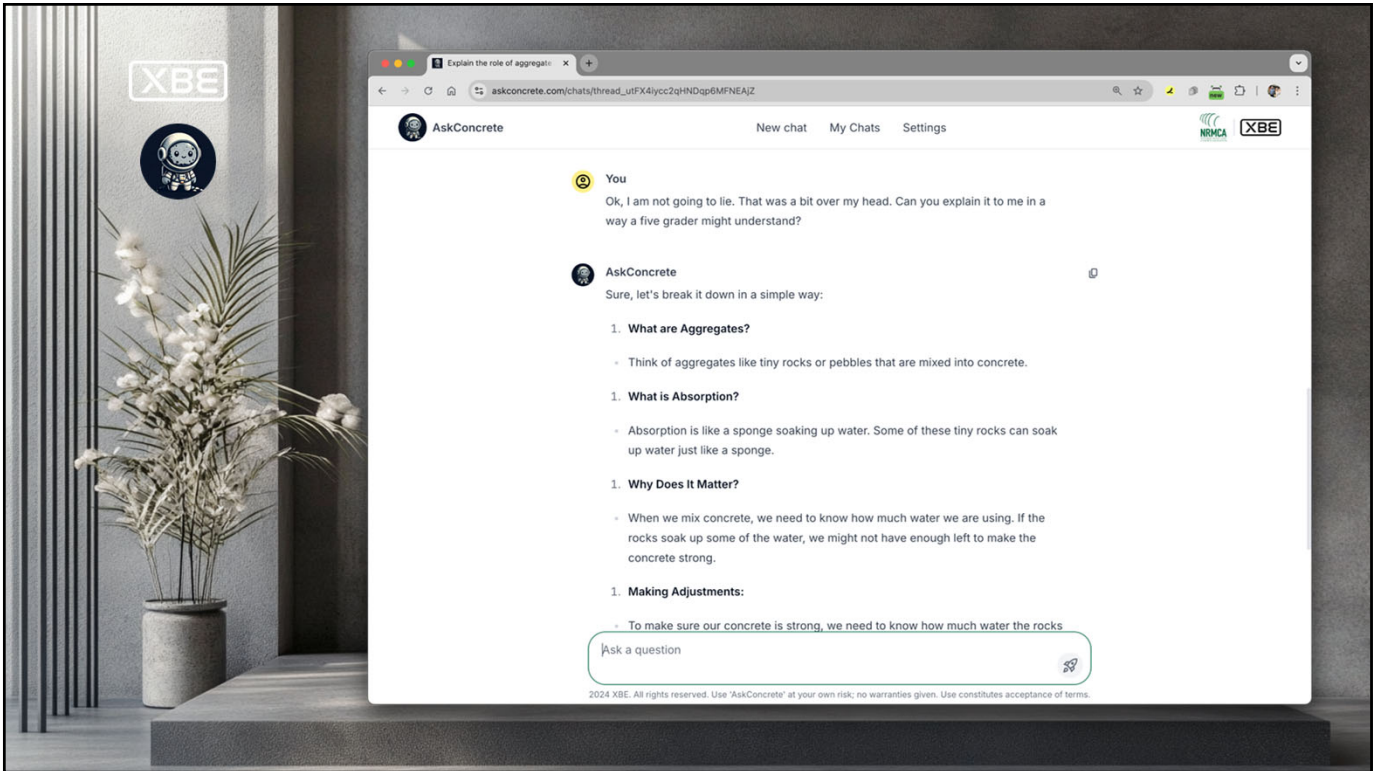 XBE
Explain the role of aggregate
askconcrete.com/chats/thread_utFX4iycc2qHNDqp6MFNEAjZ
new
AskConcrete
New chat
My Chats
Settings
NRMCA
XBE
You
Ok, I am not going to lie. That was a bit over my head. Can you explain it to me in a
way a five grader might understand?
AskConcrete
Sure, let's break it down in a simple way:
1. What are Aggregates?
◦ Think of aggregates like tiny rocks or pebbles that are mixed into concrete.
1. What is Absorption?
◦ Absorption is like a sponge soaking up water. Some of these tiny rocks can soak
up water just like a sponge.
1. Why Does It Matter?
◦ When we mix concrete, we need to know how much water we are using. If the
rocks soak up some of the water, we might not have enough left to make the
concrete strong.
1. Making Adjustments:
◦ To make sure our concrete is strong, we need to know how much water the rocks
Ask a question
2024 XBE. All rights reserved. Use 'AskConcrete' at your own risk; no warranties given. Use constitutes acceptance of terms.